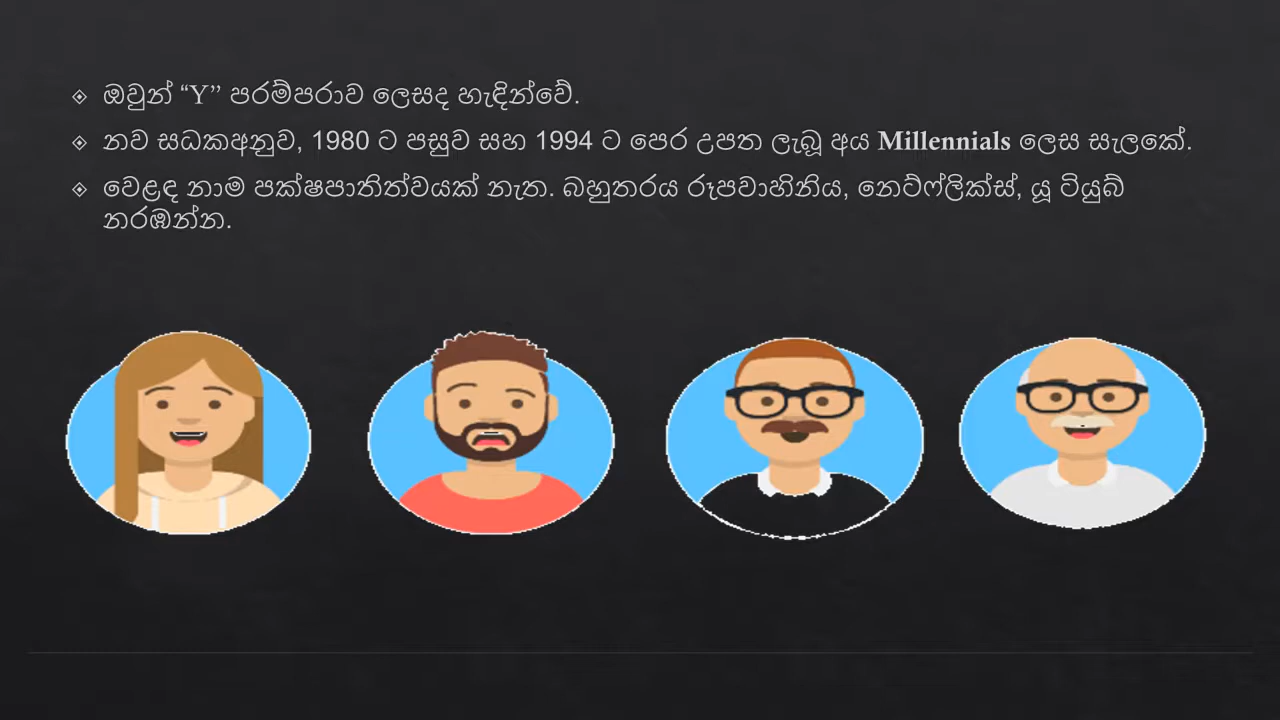 ඔවුන් “Y” පරම්පරාව ලෙසද හැඳින්වේ.
නව සධකඅනුව, 1980 ට පසුව සහ 1994 ට පෙර උපත ලැබූ අය Millennials ලෙස සැලකේ.
වෙළඳ නාම පක්ෂපාතිත්වයක් නැත. බහුතරය රූපවාහිනිය, නෙට්ෆ්ලික්ස්, යූ ටියුබ්
නරඹන්න.